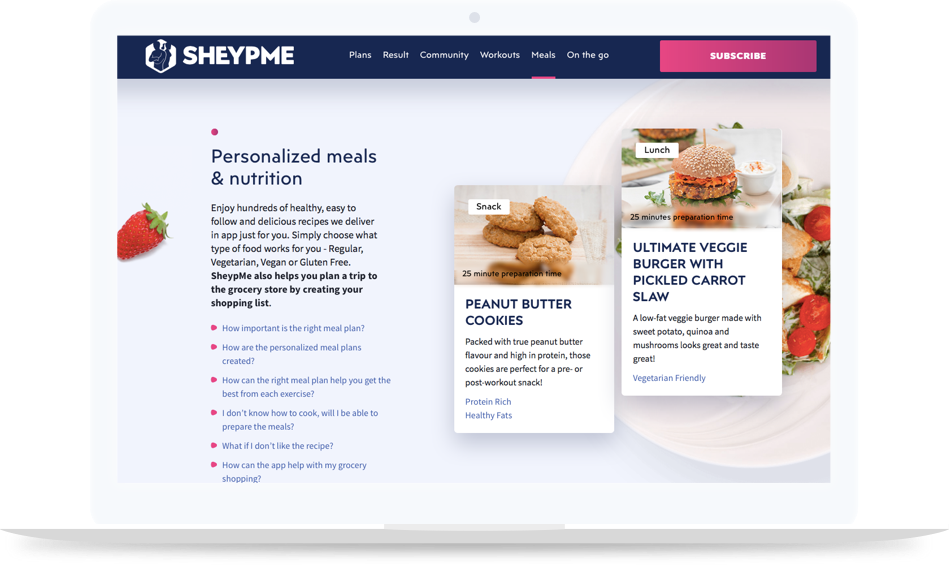 SHEYPME
Plans Result Community Workouts Meals On the go
SUBSCRIBE
Personalized meals
& nutrition
Enjoy hundreds of healthy, easy to
follow and delicious recipes we deliver
in app just for you. Simply choose what
type of food works for you - Regular,
Vegetarian, Vegan or Gluten Free.
SheypMe also helps you plan a trip to
the grocery store by creating your
shopping list.
How important is the right meal plan?
How are the personalized meal plans
created?
How can the right meal plan help you get the
best from each exercise?
I don't know how to cook, will I be able to
prepare the meals?
What if I don't like the recipe?
How can the app help with my grocery
shopping?
Snack
25 minute preparation time
PEANUT BUTTER
COOKIES
Packed with true peanut butter
flavour and high in protein, those
cookies are perfect for a pre- or
post-workout snack!
Protein Rich
Healthy Fats
Lunch
25 minutes preparation time
ULTIMATE VEGGIE
BURGER WITH
PICKLED CARROT
SLAW
A low-fat veggie burger made with
sweet potato, quinoa and
mushrooms looks great and taste
great!
Vegetarian Friendly